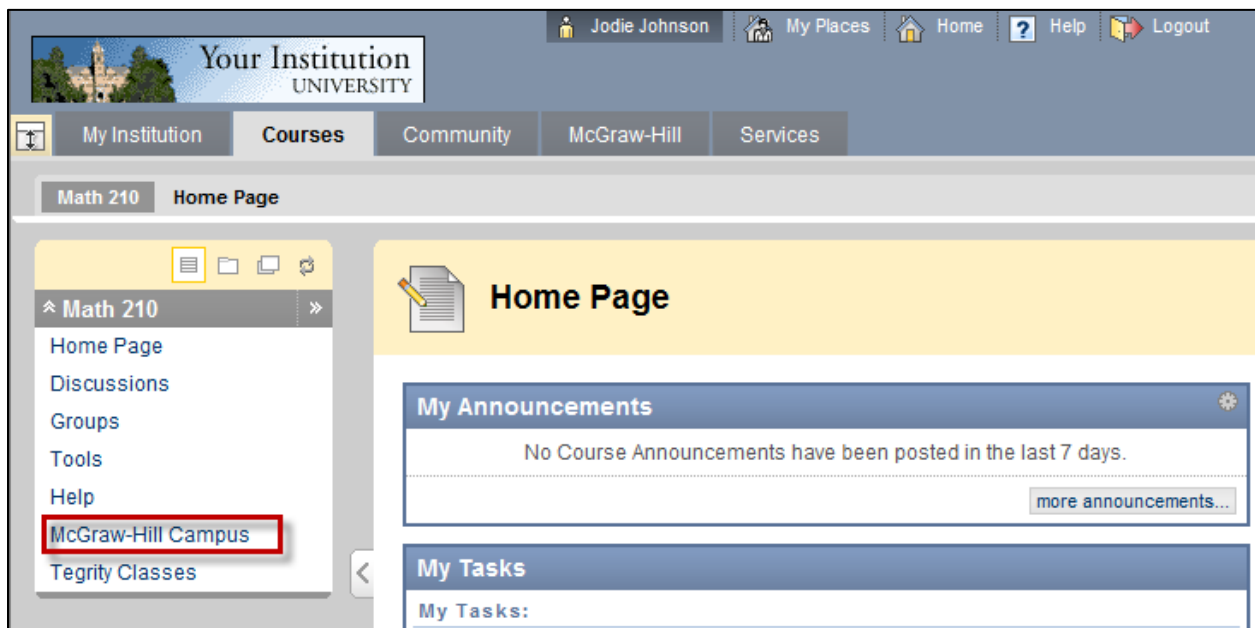 Jodie Johnson My Places Home ? Help Logout
Your Institution
UNIVERSITY
My Institution Courses Community McGraw-Hill Services
Math 210 Home Page
Math 210
Home Page
Discussions
Groups
Tools
Help
McGraw-Hill Campus
Tegrity Classes
Home Page
My Announcements
No Course Announcements have been posted in the last 7 days.
more announcements...
My Tasks
My Tasks: